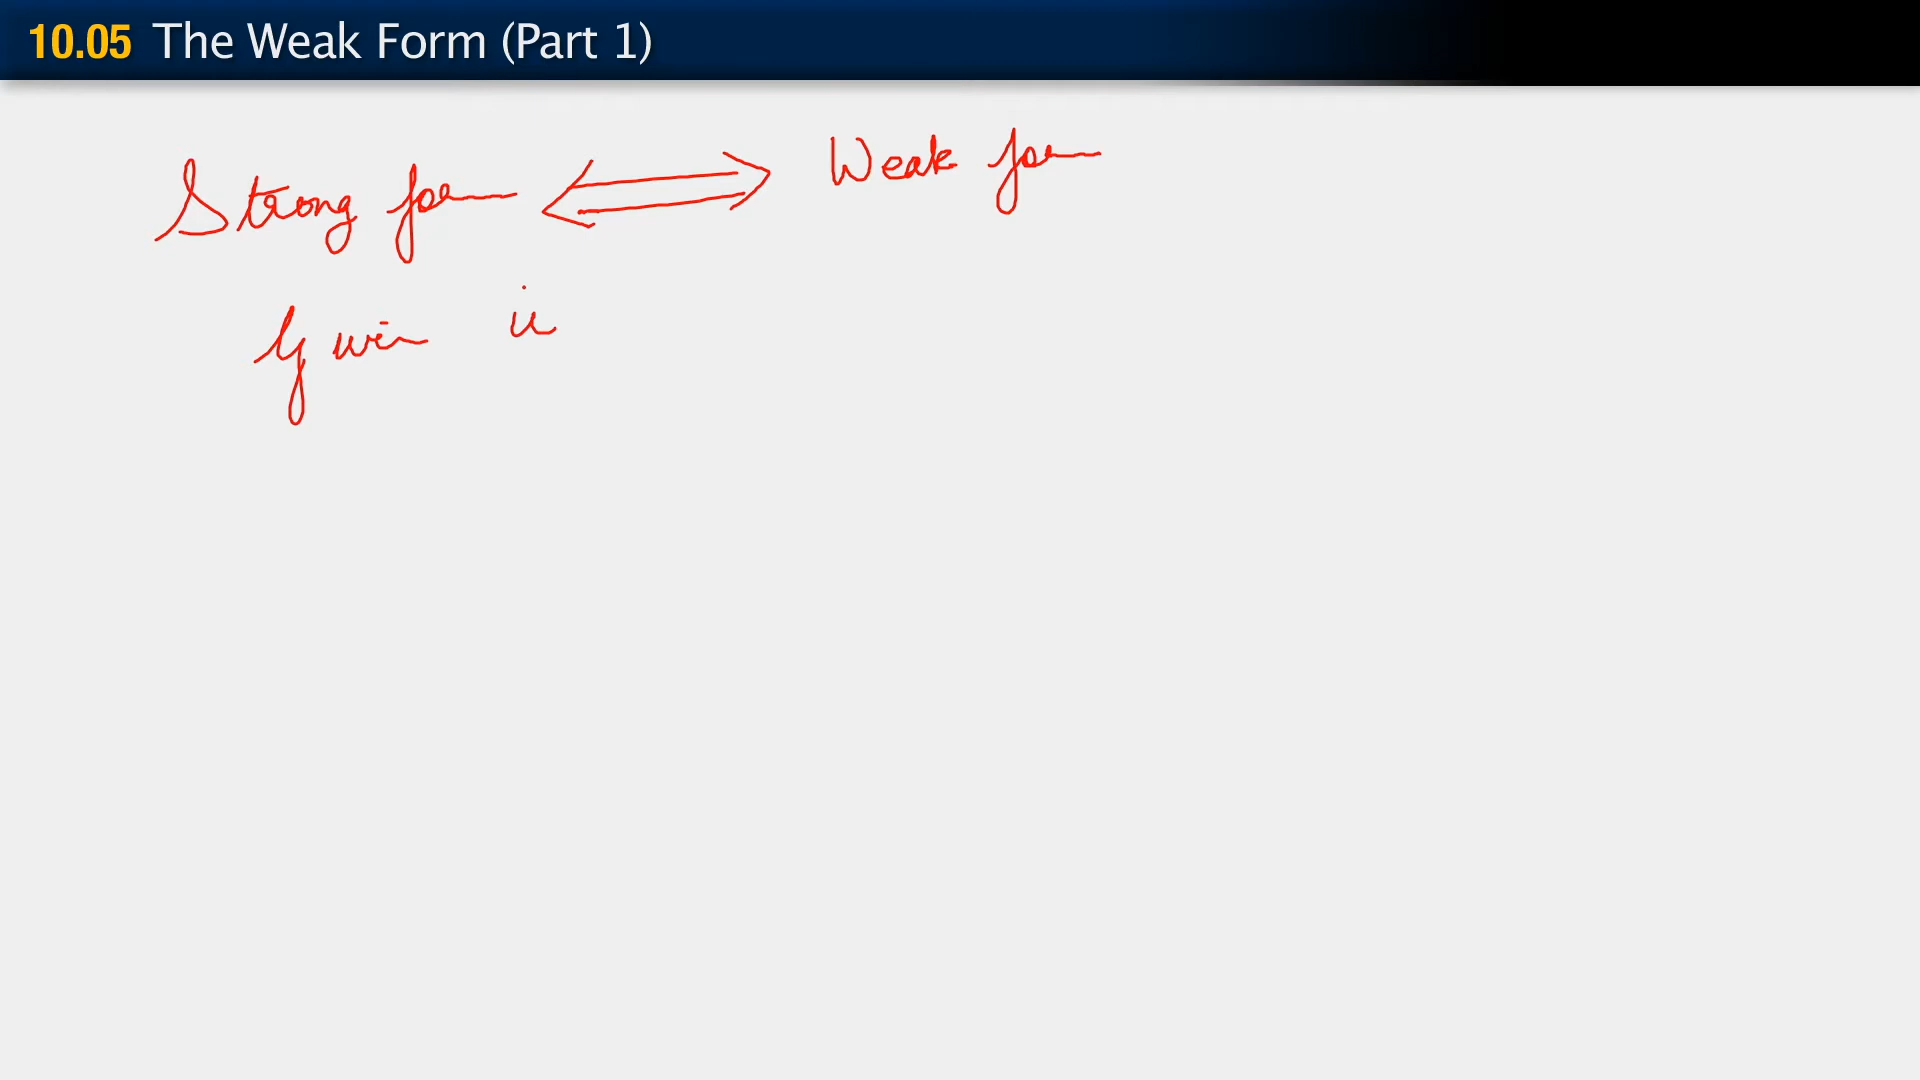 10.05 The Weak Form (Part 1)
Strong form ⟺ Weak form
Given u